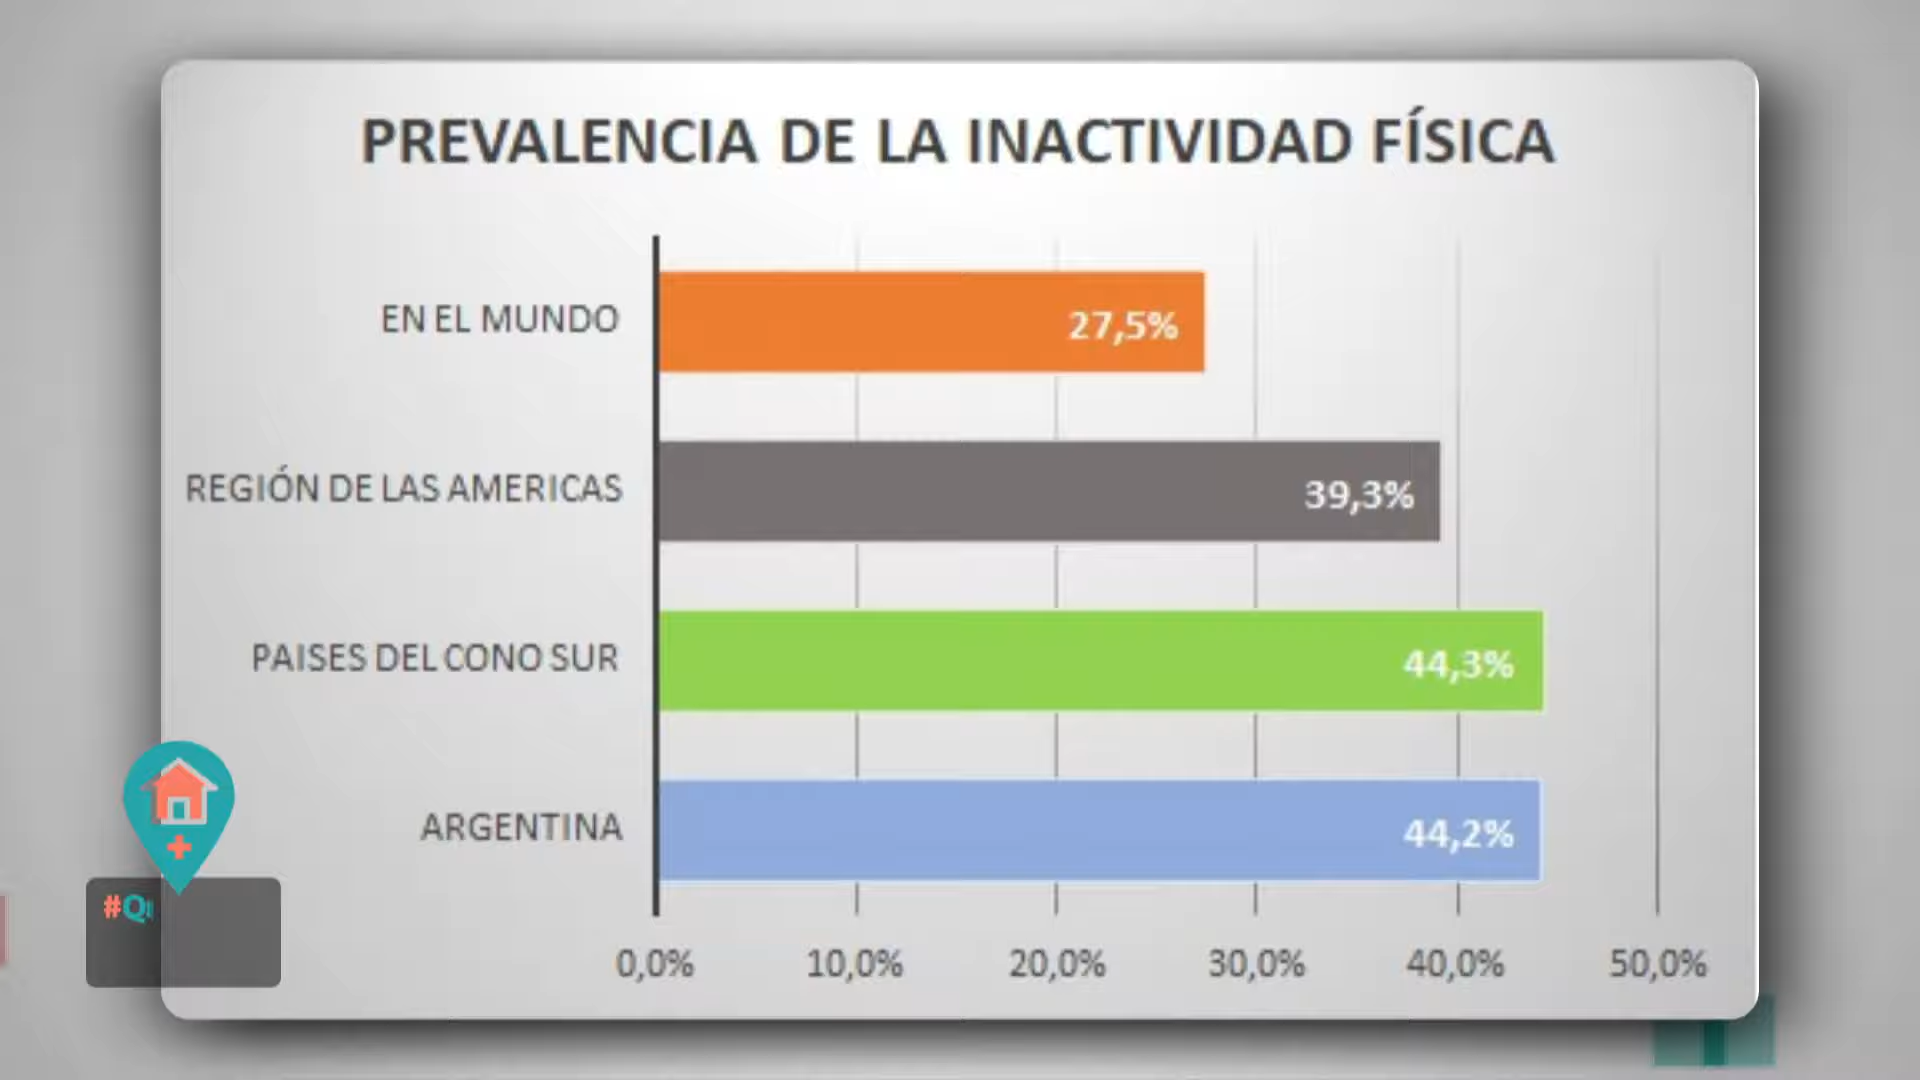 PREVALENCIA DE LA INACTIVIDAD FÍSICA
EN EL MUNDO
27,5%
REGIÓN DE LAS AMERICAS
39,3%
PAISES DEL CONO SUR
44,3%
ARGENTINA
44,2%
0,0% 10,0% 20,0% 30,0% 40,0% 50,0%